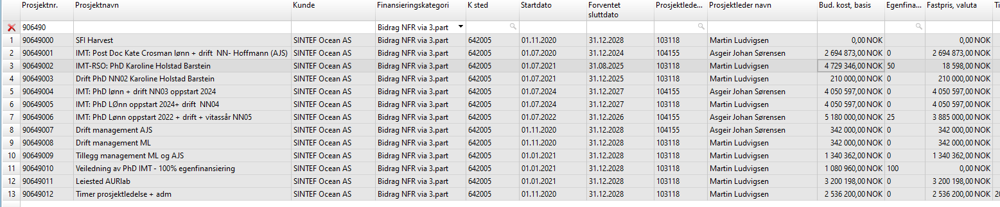 Prosjektnr. Prosjektnavn Kunde Finansieringskategori K sted Startdato Forventet sluttdato Prosjektlede... Prosjektleder navn Bud. kost, basis Egenfina... Fastpris, valuta Ti
906490 Bidrag NFR via 3.part
1 90649000 SFI Harvest SINTEF Ocean AS Bidrag NFR via 3.part 642005 01.11.2020 31.12.2028 103118 Martin Ludvigsen 0,00 NOK 0,00 NOK
2 90649001 IMT: Post Doc Kate Crosman lønn + drift NN- Hoffmann (AJS) SINTEF Ocean AS Bidrag NFR via 3.part 642005 01.07.2020 31.12.2024 104155 Asgeir Johan Sørensen 2 694 873,00 NOK 0 2 694 873,00 NOK
3 90649002 IMT-RSO: PhD Karoline Holstad Barstein SINTEF Ocean AS Bidrag NFR via 3.part 642005 01.07.2021 31.08.2025 103118 Martin Ludvigsen 4 729 346,00 NOK 50 18 598,00 NOK
4 90649003 Drift PhD NN02 Karoline Holstad Barstein SINTEF Ocean AS Bidrag NFR via 3.part 642005 01.07.2021 31.12.2025 103118 Martin Ludvigsen 210 000,00 NOK 0 210 000,00 NOK
5 90649004 IMT: PhD lønn + drift NN03 oppstart 2024 SINTEF Ocean AS Bidrag NFR via 3.part 642005 01.07.2024 31.12.2027 104155 Asgeir Johan Sørensen 4 050 597,00 NOK 0 4 050 597,00 NOK
6 90649005 IMT: PhD LØnn oppstart 2024+ drift NN04 SINTEF Ocean AS Bidrag NFR via 3.part 642005 01.07.2024 31.12.2027 103118 Martin Ludvigsen 4 050 597,00 NOK 0 4 050 597,00 NOK
7 90649006 IMT: PhD Lønn oppstart 2022 + drift + vitassår NN05 SINTEF Ocean AS Bidrag NFR via 3.part 642005 01.07.2022 31.12.2026 104155 Asgeir Johan Sørensen 5 180 000,00 NOK 25 3 885 000,00 NOK
8 90649007 Drift management AJS SINTEF Ocean AS Bidrag NFR via 3.part 642005 01.01.2021 31.12.2028 104155 Asgeir Johan Sørensen 342 000,00 NOK 0 342 000,00 NOK
9 90649008 Drift management ML SINTEF Ocean AS Bidrag NFR via 3.part 642005 01.01.2021 31.12.2028 103118 Martin Ludvigsen 342 000,00 NOK 0 342 000,00 NOK
10 90649009 Tillegg management ML og AJS SINTEF Ocean AS Bidrag NFR via 3.part 642005 01.01.2021 31.12.2028 103118 Martin Ludvigsen 1 340 362,00 NOK 0 1 340 362,00 NOK
11 90649010 Veiledning av PhD IMT - 100% egenfinansiering SINTEF Ocean AS Bidrag NFR via 3.part 642005 01.01.2021 31.12.2028 103118 Martin Ludvigsen 1 080 960,00 NOK 100 0,00 NOK
12 90649011 Leiested AURlab SINTEF Ocean AS Bidrag NFR via 3.part 642005 01.01.2021 31.12.2028 103118 Martin Ludvigsen 3 200 198,00 NOK 0 3 200 198,00 NOK
13 90649012 Timer prosjektledelse + adm SINTEF Ocean AS Bidrag NFR via 3.part 642005 01.11.2020 31.12.2028 103118 Martin Ludvigsen 2 536 200,00 NOK 0 2 536 200,00 NOK